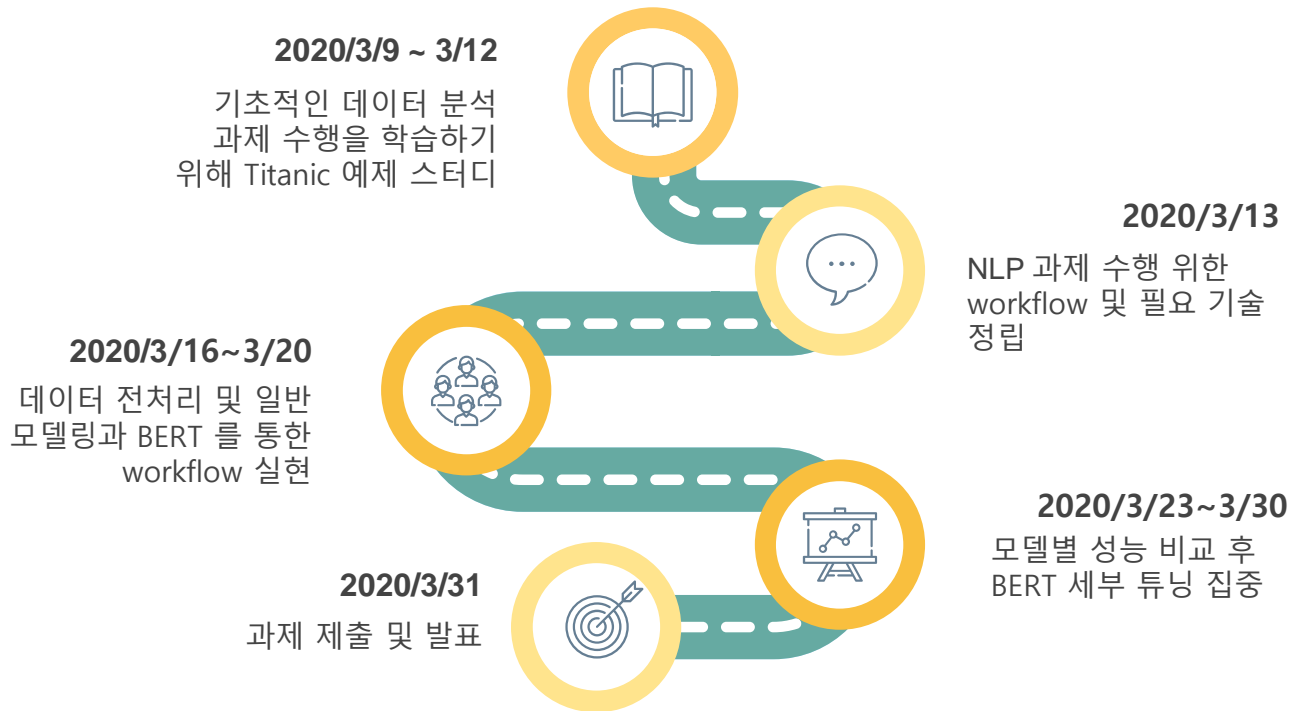 2020/3/9 ~ 3/12
기초적인 데이터 분석
과제 수행을 학습하기
위해 Titanic 예제 스터디
2020/3/13
NLP 과제 수행 위한
workflow 및 필요 기술
정립
2020/3/16~3/20
데이터 전처리 및 일반
모델링과 BERT 를 통한
workflow 실현
2020/3/23~3/30
모델별 성능 비교 후
BERT 세부 튜닝 집중
2020/3/31
과제 제출 및 발표